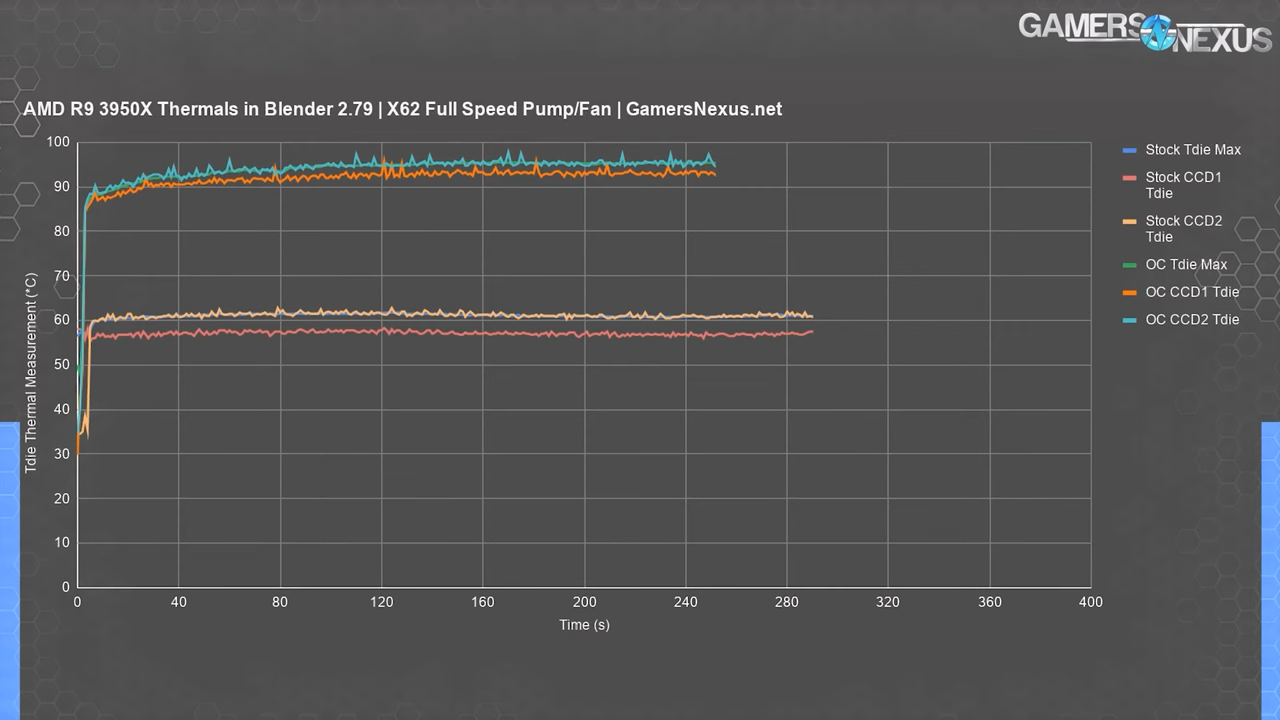 GAMERS NEXUS
AMD R9 3950X Thermals in Blender 2.79 | X62 Full Speed Pump/Fan | GamersNexus.net
Tdie Thermal Measurement (*C)
100
90
80
70
60
50
40
30
20
10
0
0 40 80 120 160 200 240 280 320 360 400
Time (s)
Stock Tdie Max
Stock CCD1
Tdie
Stock CCD2
Tdie
OC Tdie Max
OC CCD1 Tdie
OC CCD2 Tdie